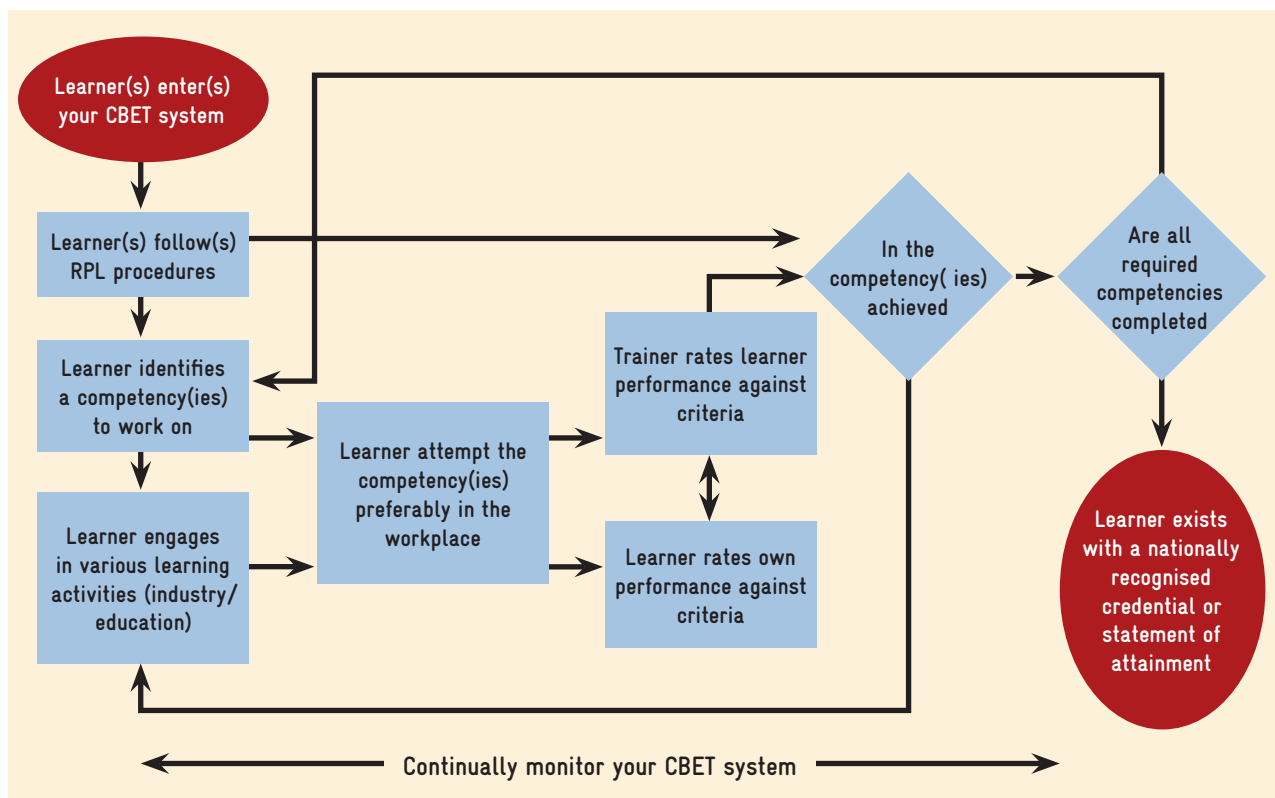 Learner(s) enter(s)
your CBET system
Learner(s) follow(s)
RPL procedures
Learner identifies
a competency(ies)
to work on
Learner engages
in various learning
activities (industry/
education)
Learner attempt the
competency(ies)
preferably in the
workplace
Trainer rates learner
performance against
criteria
Learner rates own
performance against
criteria
In the
competency( ies)
achieved
Are all
required
competencies
completed
Learner exists
with a nationally
recognised
credential or
statement of
attainment
Continually monitor your CBET system